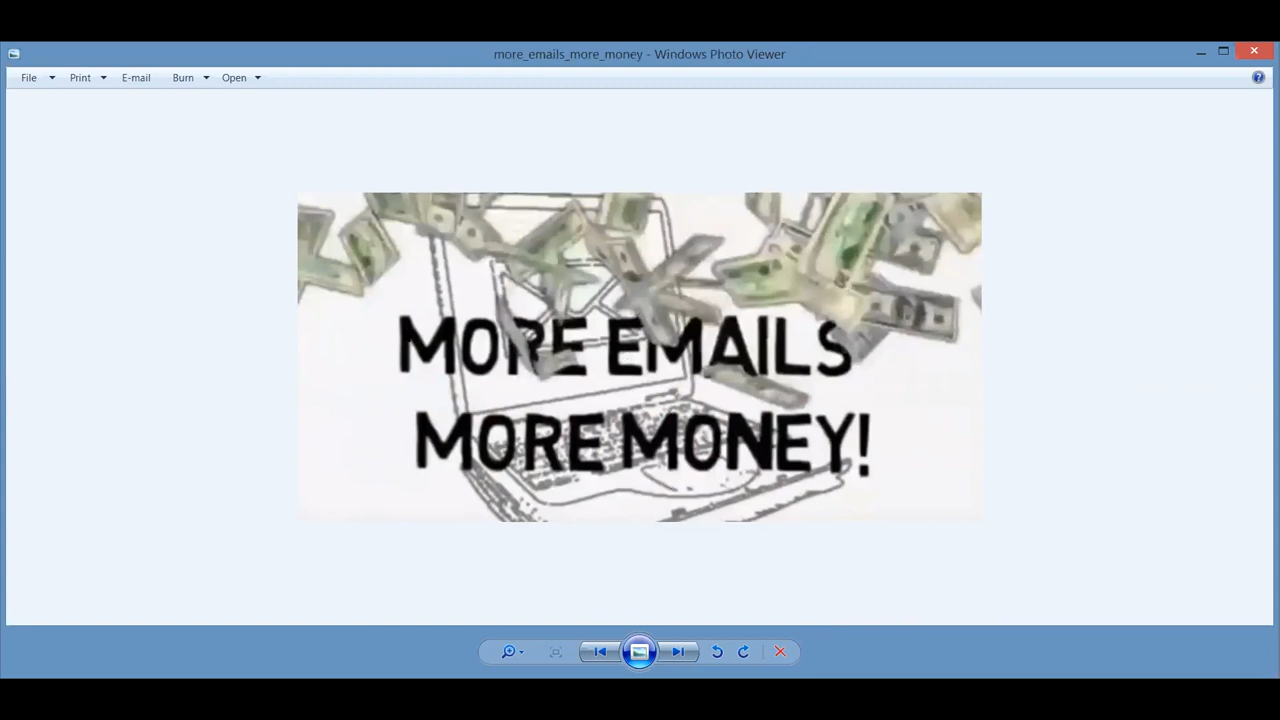 more_emails_more_money - Windows Photo Viewer
File Print E-mail Burn Open
MORE EMAILS
MORE MONEY!